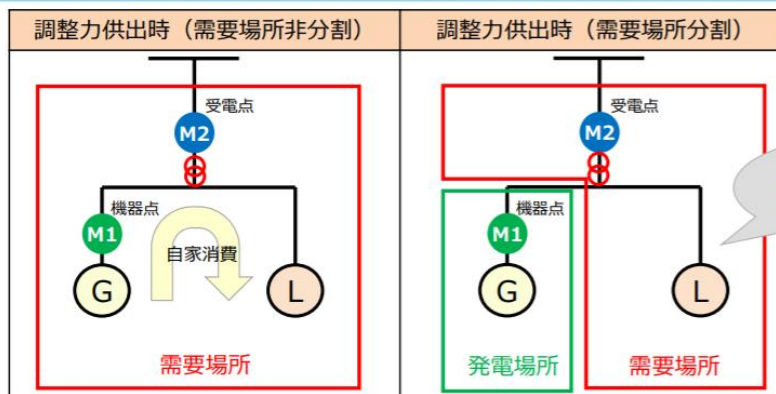 調整力供出時（需要場所非分割）
調整力供出時（需要場所分割）
受電点
M2
機器点
M1
自家消費
G
L
需要場所
受電点
M2
機器点
M1
G
L
発電場所
需要場所